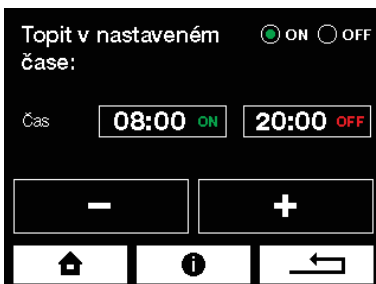 Topit v nastaveném ON OFF
čase:
Čas 08:00 ON 20:00 OFF
− +